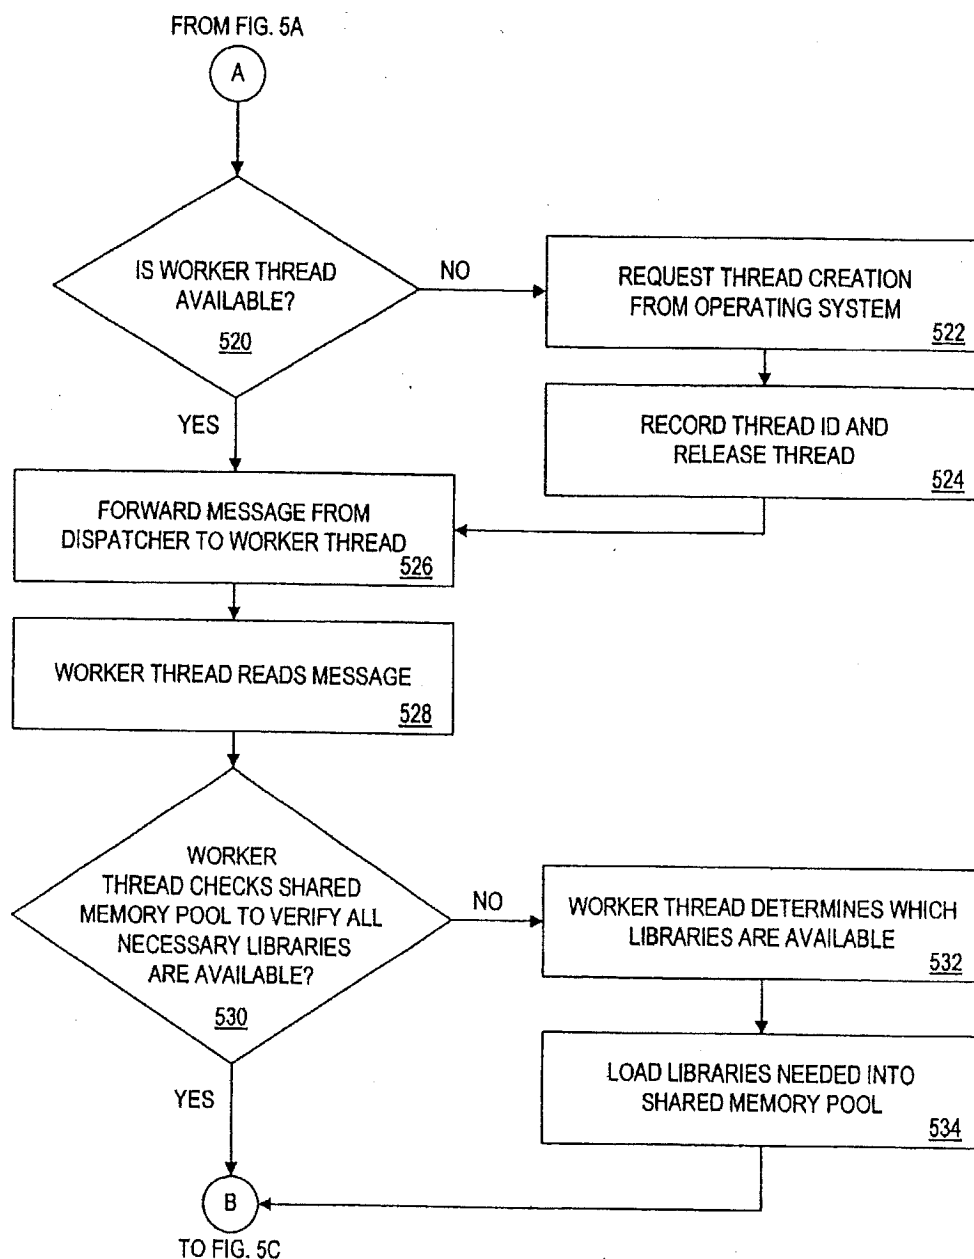 FROM FIG. 5A
A
IS WORKER THREAD
AVAILABLE?
520
NO
REQUEST THREAD CREATION
FROM OPERATING SYSTEM
522
YES
RECORD THREAD ID AND
RELEASE THREAD
524
FORWARD MESSAGE FROM
DISPATCHER TO WORKER THREAD
526
WORKER THREAD READS MESSAGE
528
WORKER
THREAD CHECKS SHARED
MEMORY POOL TO VERIFY ALL
NECESSARY LIBRARIES
ARE AVAILABLE?
530
NO
WORKER THREAD DETERMINES WHICH
LIBRARIES ARE AVAILABLE
532
YES
LOAD LIBRARIES NEEDED INTO
SHARED MEMORY POOL
534
B
TO FIG. 5C